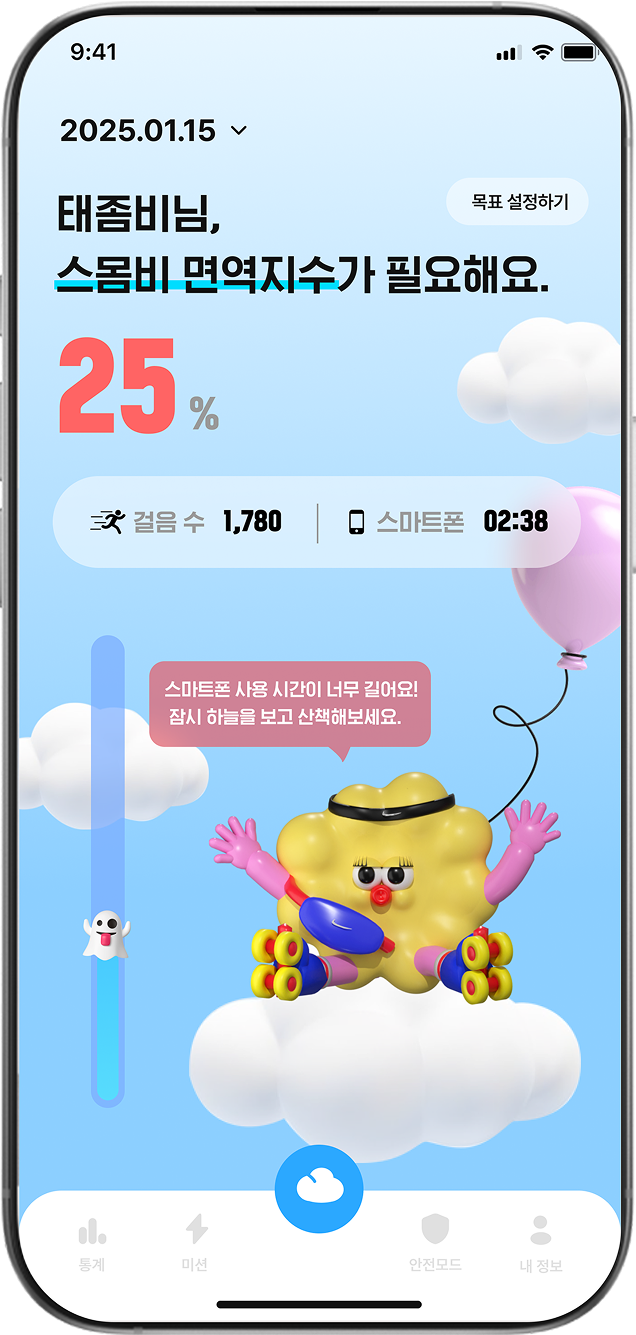 9:41
2025.01.15
목표 설정하기
태좀비님,
스몸비 면역지수가 필요해요.
25 %
걸음 수 1,780 스마트폰 02:38
스마트폰 사용 시간이 너무 길어요!
잠시 하늘을 보고 산책해보세요.
통계 미션 안전모드 내 정보